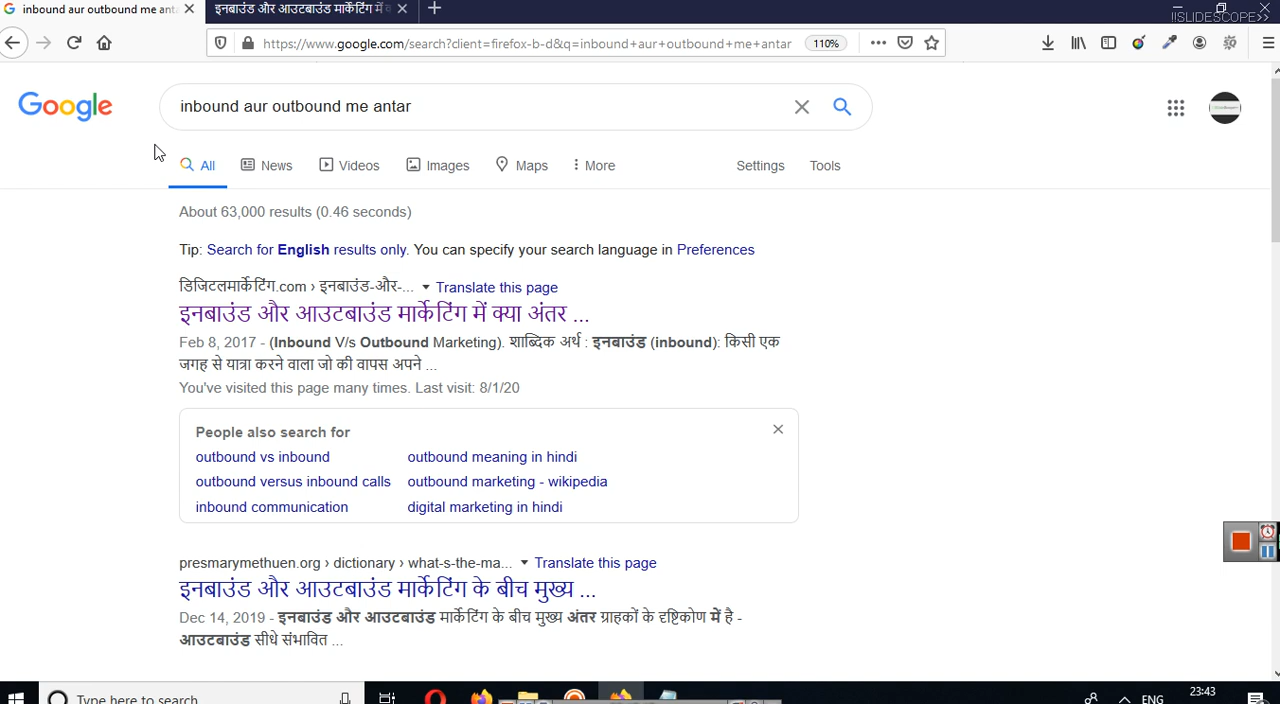 inbound aur outbound me anta
इनबाउंड और आउटबाउंड मार्केटिंग में
!!SLIDESCOPE>>
https://www.google.com/search?client=firefox-b-d&q=inbound+aur+outbound+me+antar
110%
Google
inbound aur outbound me antar
All
News
Videos
Images
Maps
More
Settings
Tools
About 63,000 results (0.46 seconds)
Tip: Search for English results only. You can specify your search language in Preferences
डिजिटलमार्केटिंग.com › इनबाउंड-और-... Translate this page
इनबाउंड और आउटबाउंड मार्केटिंग में क्या अंतर ...
Feb 8, 2017 - (Inbound V/s Outbound Marketing). शाब्दिक अर्थ : इनबाउंड (inbound): किसी एक
जगह से यात्रा करने वाला जो की वापस अपने ...
You've visited this page many times. Last visit: 8/1/20
People also search for
outbound vs inbound
outbound meaning in hindi
outbound versus inbound calls
outbound marketing - wikipedia
inbound communication
digital marketing in hindi
presmarymethuen.org › dictionary › what-s-the-ma... Translate this page
इनबाउंड और आउटबाउंड मार्केटिंग के बीच मुख्य ...
Dec 14, 2019 - इनबाउंड और आउटबाउंड मार्केटिंग के बीच मुख्य अंतर ग्राहकों के दृष्टिकोण में है -
आउटबाउंड सीधे संभावित ...
Type here to search
ENG
23:43